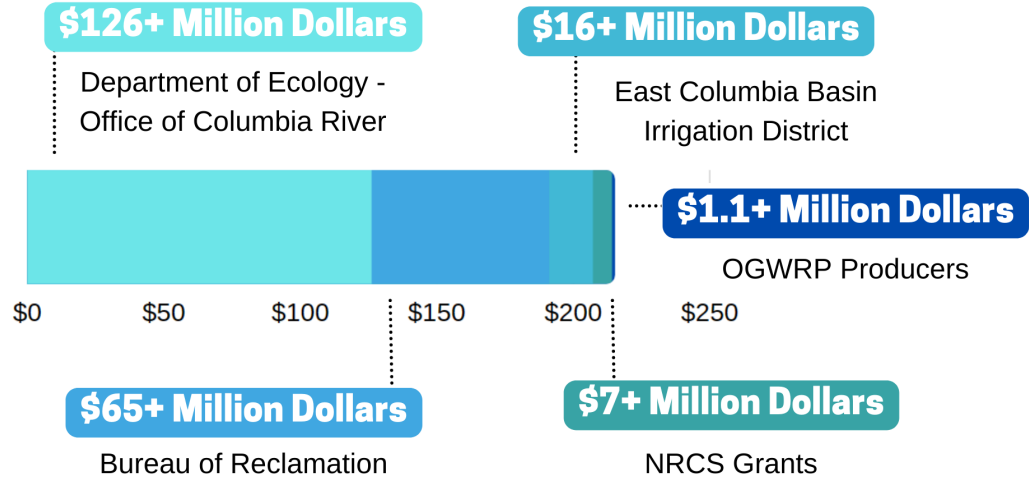 $126+ Million Dollars
Department of Ecology -
Office of Columbia River
$16+ Million Dollars
East Columbia Basin
Irrigation District
$1.1+ Million Dollars
OGWRP Producers
$0 $50 $100 $150 $200 $250
$65+ Million Dollars
Bureau of Reclamation
$7+ Million Dollars
NRCS Grants